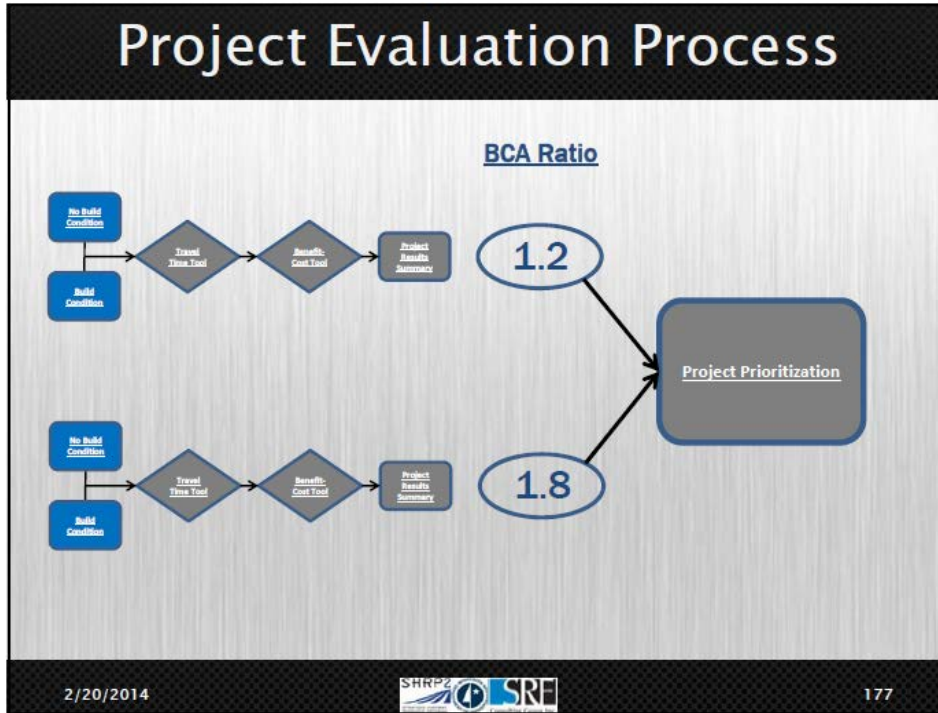 Project Evaluation Process
BCA Ratio
No Build
Condition
Build
Condition
Travel
Time Tool
Benefit-
Cost Tool
Project
Results
Summary
1.2
Project Prioritization
No Build
Condition
Build
Condition
Travel
Time Tool
Benefit-
Cost Tool
Project
Results
Summary
1.8
2/20/2014
SHRP2
SRF
177